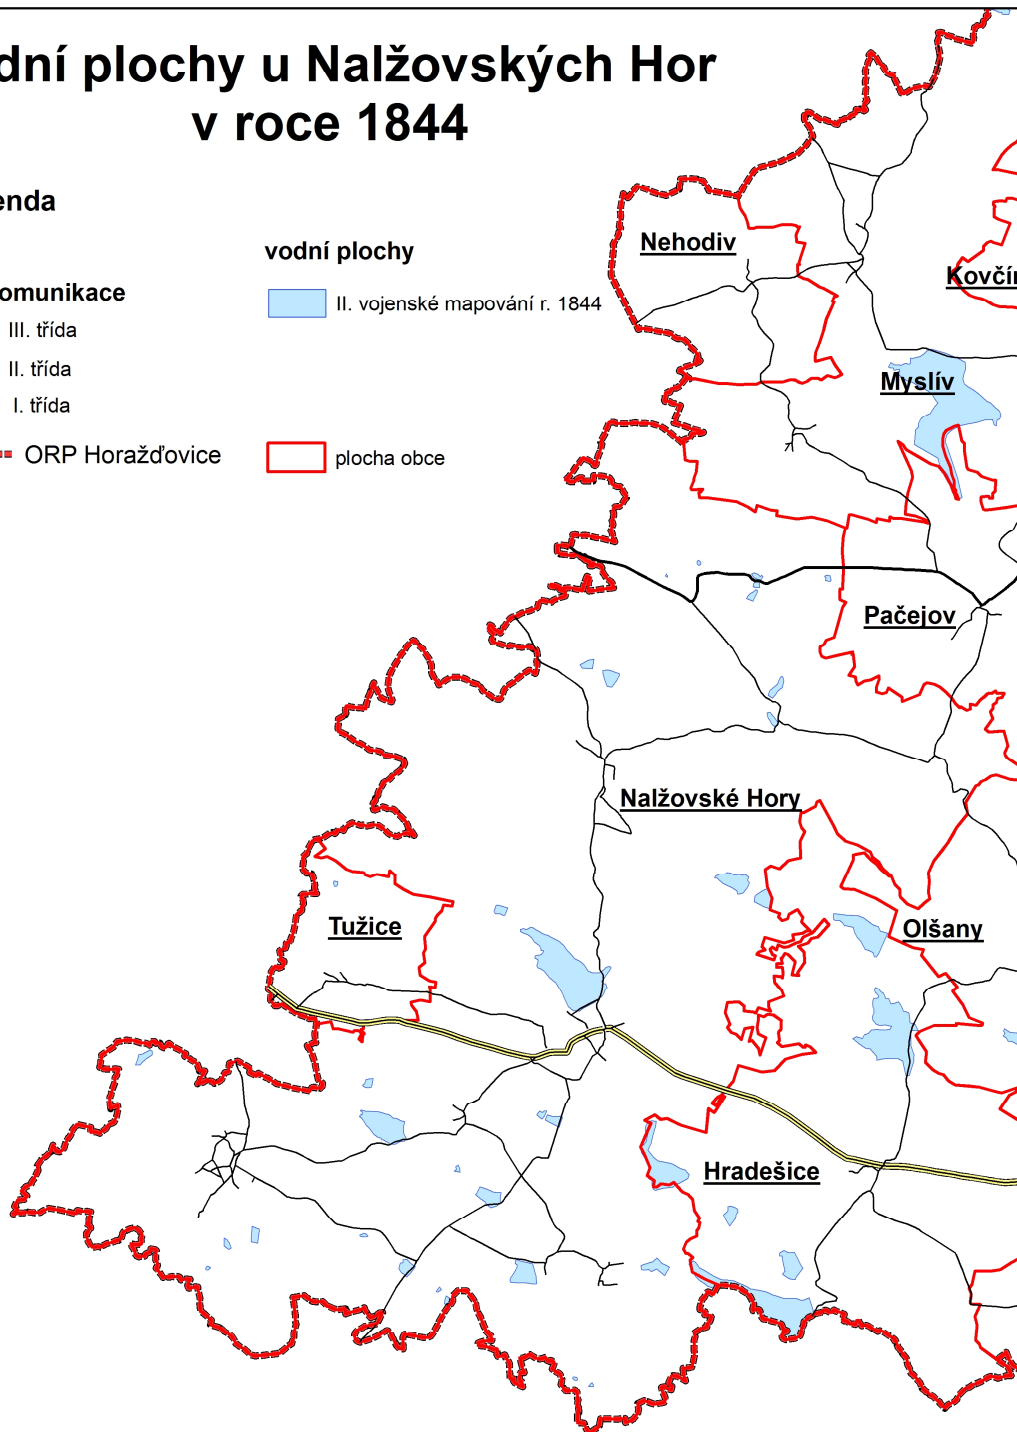 dní plochy u Nalžovských Hor
v roce 1844
enda
vodní plochy
omunikace
II. vojenské mapování r. 1844
III. třída
II. třída
I. třída
ORP Horažďovice
plocha obce
Nehodiv
Kovčín
Myslív
Pačejov
Nalžovské Hory
Tužice
Olšany
Hradešice